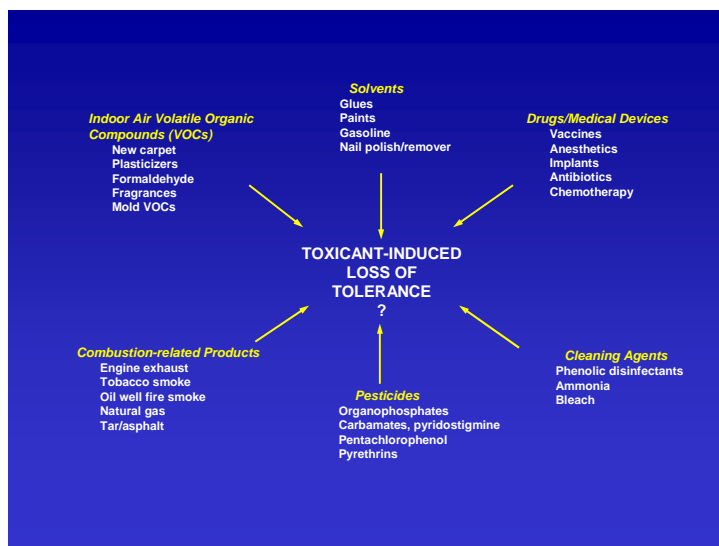 Solvents
Glues
Paints
Gasoline
Nail polish/remover
Indoor Air Volatile Organic
Compounds (VOCs)
New carpet
Plasticizers
Formaldehyde
Fragrances
Mold VOCs
Drugs/Medical Devices
Vaccines
Anesthetics
Implants
Antibiotics
Chemotherapy
TOXICANT-INDUCED
LOSS OF
TOLERANCE
?
Combustion-related Products
Engine exhaust
Tobacco smoke
Oil well fire smoke
Natural gas
Tar/asphalt
Pesticides
Organophosphates
Carbamates, pyridostigmine
Pentachlorophenol
Pyrethrins
Cleaning Agents
Phenolic disinfectants
Ammonia
Bleach